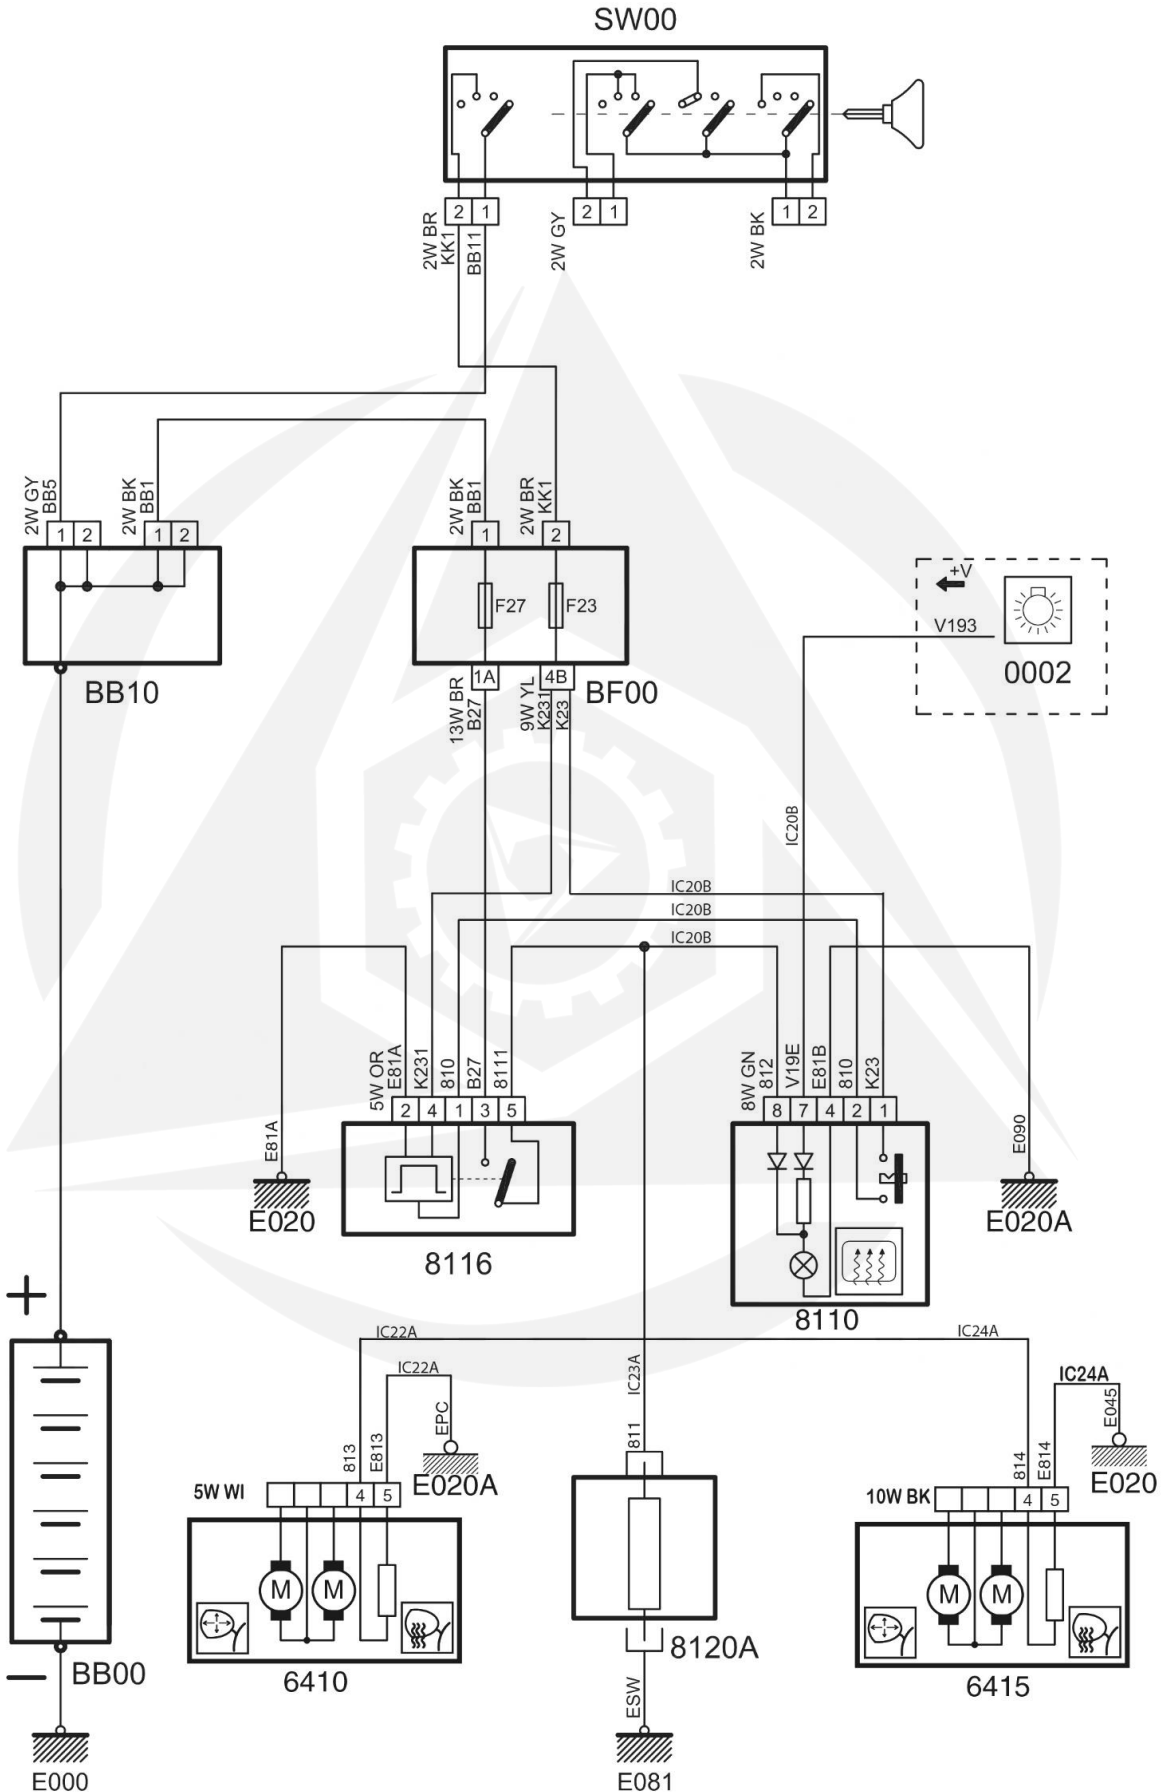 SW00
2 1
2 1
1 2
2W BR
KK1
BB11
2W GY
2W BK
2W GY
BB5
2W BK
BB1
2W BK
BB1
2W BR
KK1
1 2
1 2
1
2
F27
F23
+V
V193
0002
BB10
1A
4B
BF00
13W BR
B27
9W YL
K231
K23
IC20B
IC20B
IC20B
IC20B
5W OR
E81A
K231
810
B27
8111
8W GN
812
V19E
E81B
810
K23
2 4 1 3 5
8 7 4 2 1
E81A
E090
E020
8116
E020A
8110
+
IC22A
IC24A
IC22A
IC23A
IC24A
813
E813
EPC
811
814
E814
E045
5W WI
4 5
E020A
10W BK
4 5
E020
M M
M M
−
BB00
6410
8120A
6415
ESW
E000
E081